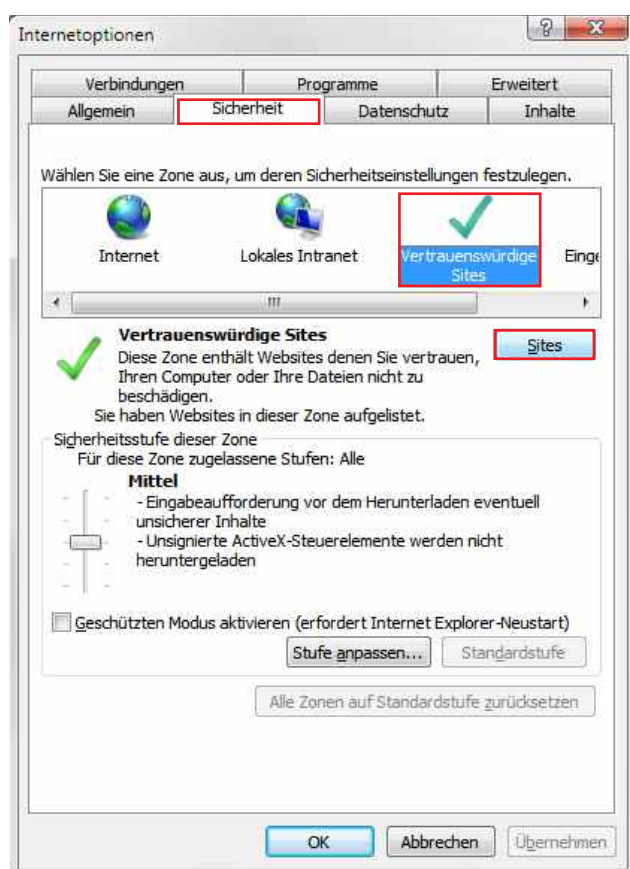 Internetoptionen
Verbindungen Programme Erweitert
Allgemein Sicherheit Datenschutz Inhalte
Wählen Sie eine Zone aus, um deren Sicherheitseinstellungen festzulegen.
Internet Lokales Intranet Vertrauenswürdige Einge
Sites
Vertrauenswürdige Sites
Sites
Diese Zone enthält Websites denen Sie vertrauen,
Ihren Computer oder Ihre Dateien nicht zu
beschädigen.
Sie haben Websites in dieser Zone aufgelistet.
Sicherheitsstufe dieser Zone
Für diese Zone zugelassene Stufen: Alle
Mittel
- Eingabeaufforderung vor dem Herunterladen eventuell
unsicherer Inhalte
- Unsignierte ActiveX-Steuerelemente werden nicht
heruntergeladen
Geschützten Modus aktivieren (erfordert Internet Explorer-Neustart)
Stufe anpassen... Standardstufe
Alle Zonen auf Standardstufe zurücksetzen
OK Abbrechen Übernehmen